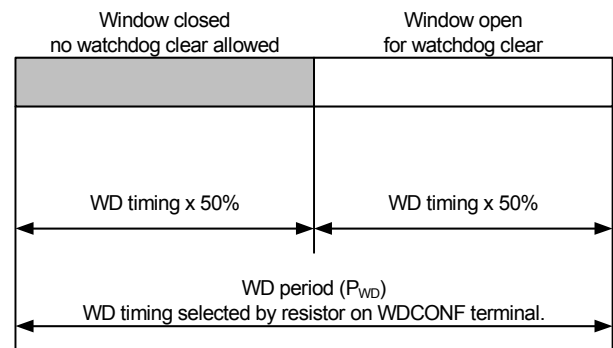 Window closed
no watchdog clear allowed
Window open
for watchdog clear
WD timing x 50%
WD timing x 50%
WD period (PWD)
WD timing selected by resistor on WDCONF terminal.